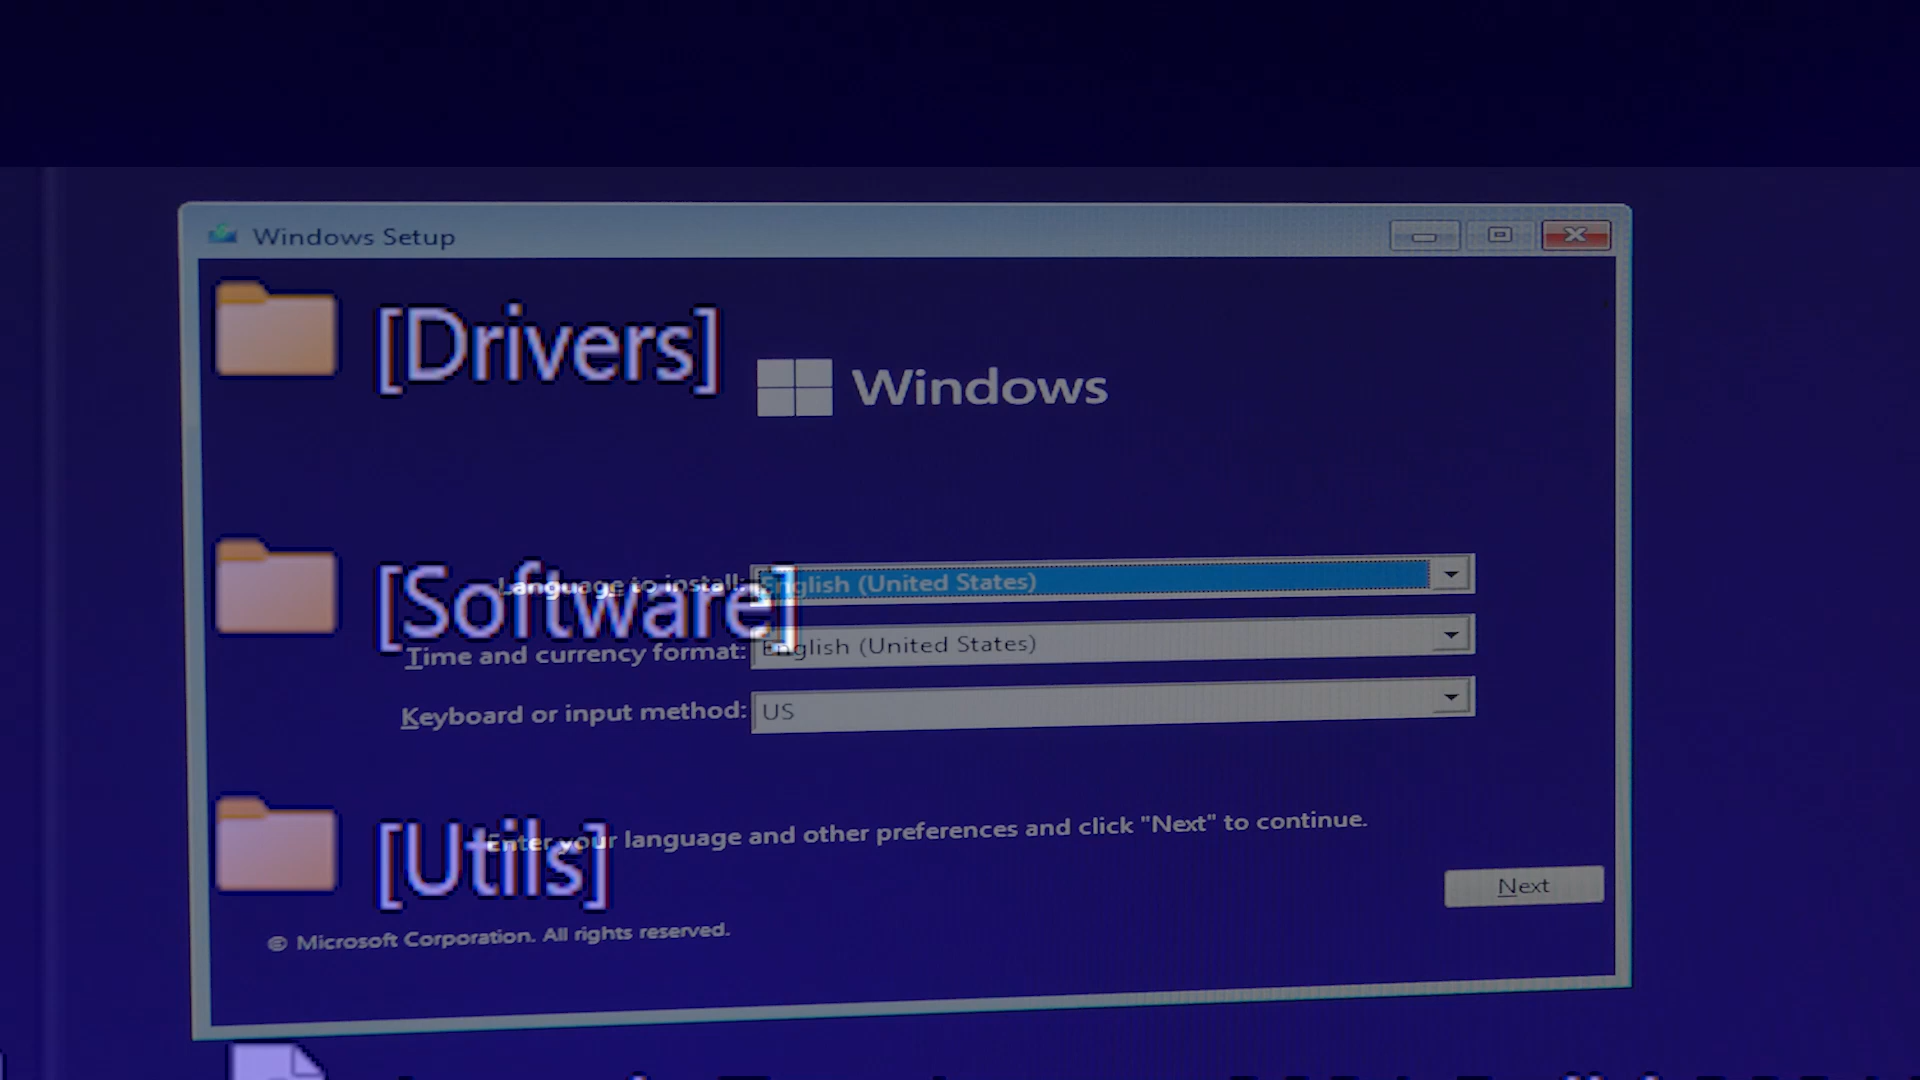 Windows Setup
[Drivers]
Windows
[Software]
Language to install:
English (United States)
Time and currency format:
English (United States)
Keyboard or input method:
US
[Utils]
Enter your language and other preferences and click "Next" to continue.
Next
© Microsoft Corporation. All rights reserved.